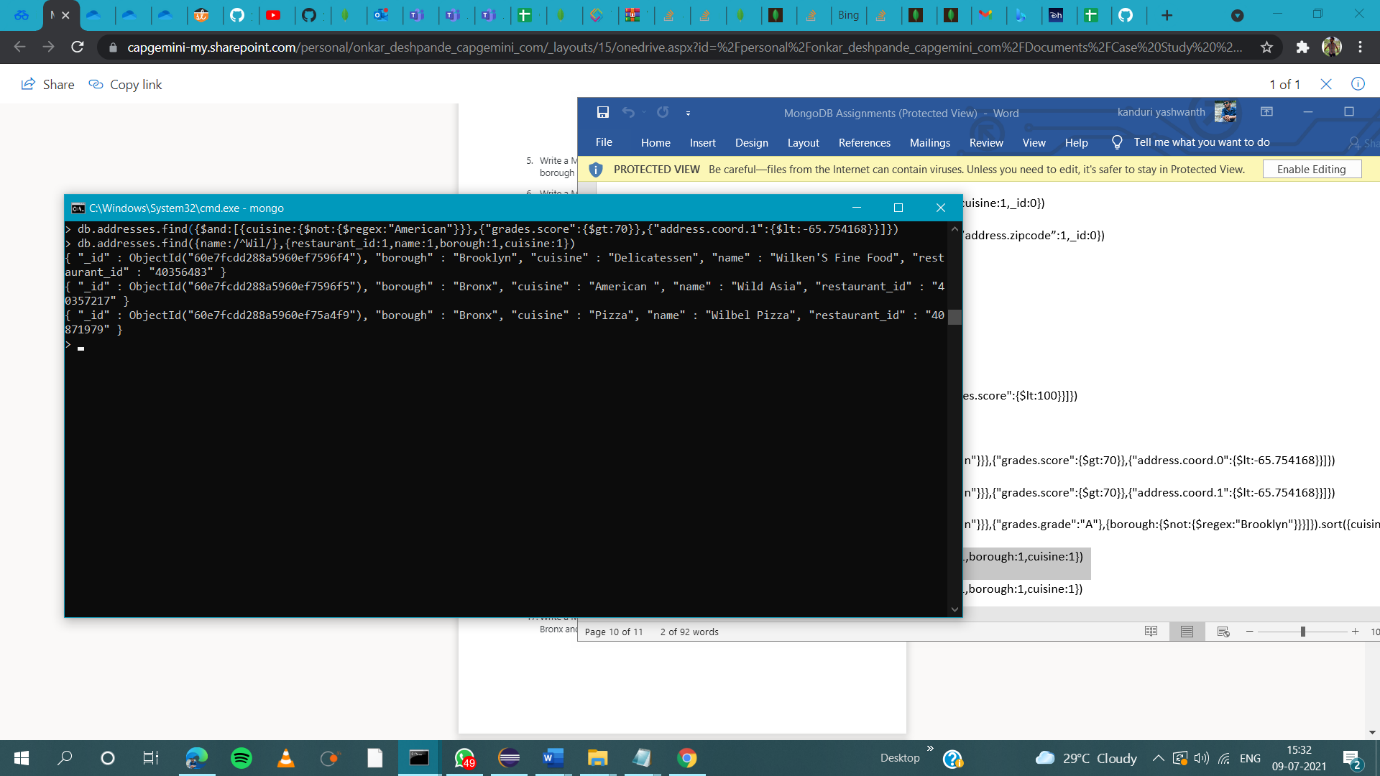 Bing
capgemini-my.sharepoint.com/personal/onkar_deshpande_capgemini_com/_layouts/15/onedrive.aspx?id=%2Fpersonal%2Fonkar_deshpande_capgemini_com%2FDocuments%2FCase%20Study%20%2...
Share Copy link 1 of 1
MongoDB Assignments (Protected View) - Word kanduri yashwanth
File Home Insert Design Layout References Mailings Review View Help Tell me what you want to do Sha
PROTECTED VIEW Be careful—files from the Internet can contain viruses. Unless you need to edit, it's safer to stay in Protected View. Enable Editing
5. Write a M
borough
uisine:1,_id:0})
"address.zipcode":1,_id:0})
es.score":{$lt:100}}]})
n"}}},{"grades.score":{$gt:70}},{"address.coord.0":{$lt:-65.754168}}]})
n"}}},{"grades.score":{$gt:70}},{"address.coord.1":{$lt:-65.754168}}]})
n"}}},{"grades.grade":"A"},{borough:{$not:{$regex:"Brooklyn"}}}]}).sort({cuisin
,borough:1,cuisine:1})
,borough:1,cuisine:1})
C:\Windows\System32\cmd.exe - mongo
> db.addresses.find({$and:[{cuisine:{$not:{$regex:"American"}}},{"grades.score":{$gt:70}},{"address.coord.1":{$lt:-65.754168}}]})
> db.addresses.find({name:/^Wil/},{restaurant_id:1,name:1,borough:1,cuisine:1})
{ "_id" : ObjectId("60e7fcdd288a5960ef7596f4"), "borough" : "Brooklyn", "cuisine" : "Delicatessen", "name" : "Wilken'S Fine Food", "rest
aurant_id" : "40356483" }
{ "_id" : ObjectId("60e7fcdd288a5960ef7596f5"), "borough" : "Bronx", "cuisine" : "American ", "name" : "Wild Asia", "restaurant_id" : "4
0357217" }
{ "_id" : ObjectId("60e7fcdd288a5960ef75a4f9"), "borough" : "Bronx", "cuisine" : "Pizza", "name" : "Wilbel Pizza", "restaurant_id" : "40
871979" }
>
Bronx and
Page 10 of 11 2 of 92 words 10
49 Desktop » 29°C Cloudy ENG 15:32
09-07-2021 2